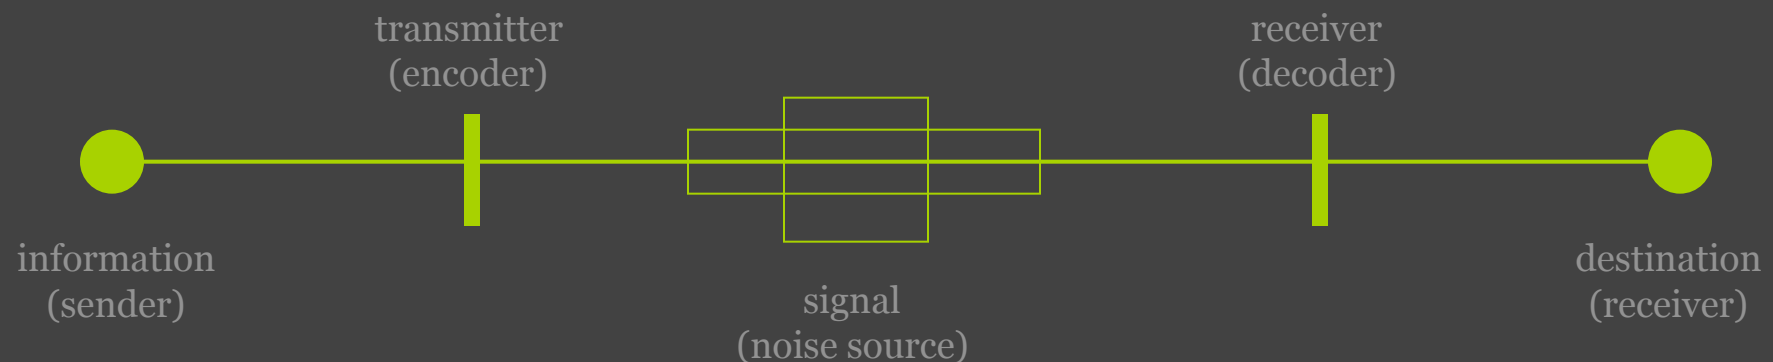 transmitter
(encoder)
receiver
(decoder)
information
(sender)
signal
(noise source)
destination
(receiver)